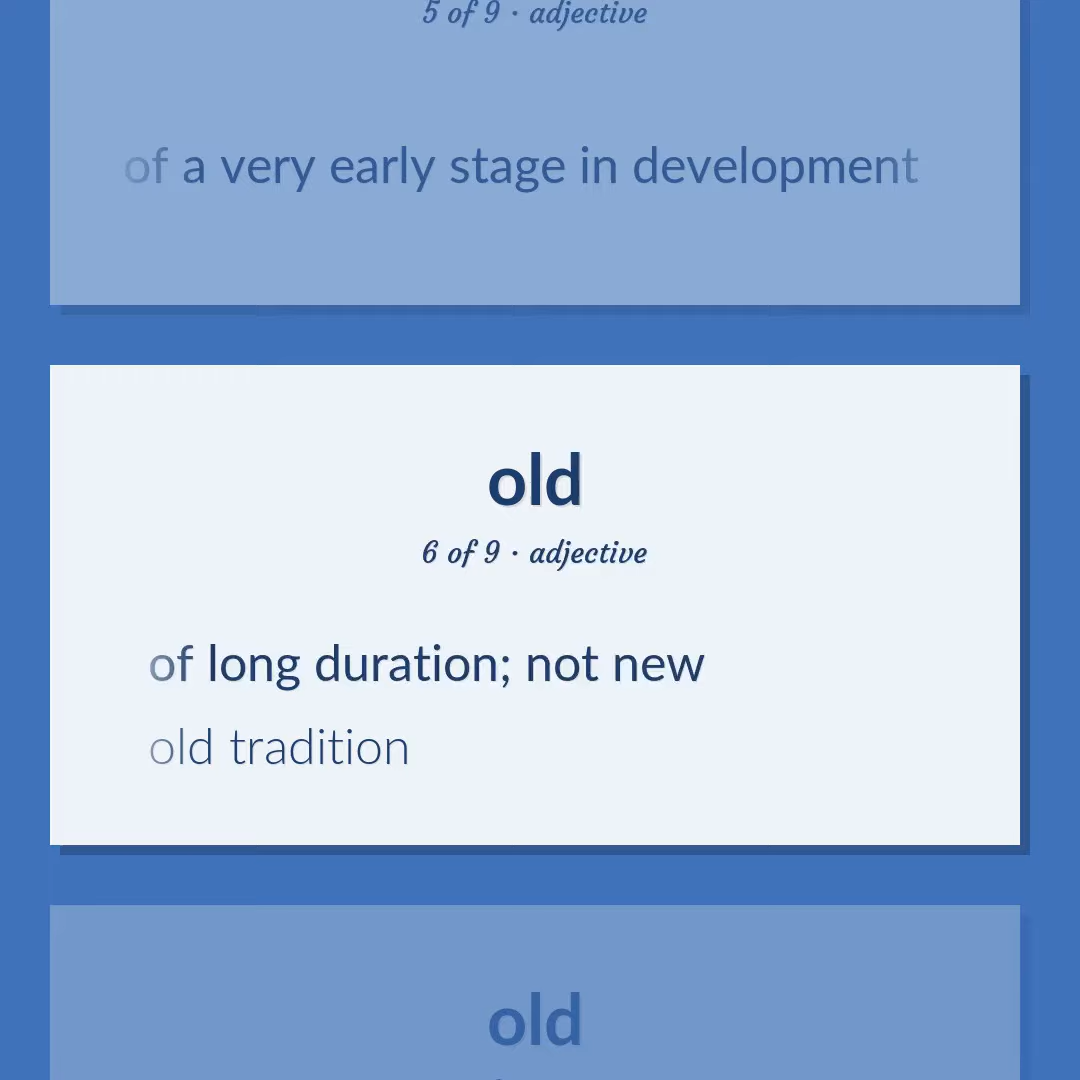 5 of 9 · adjective
of a very early stage in development
old
6 of 9 · adjective
of long duration; not new
old tradition
old